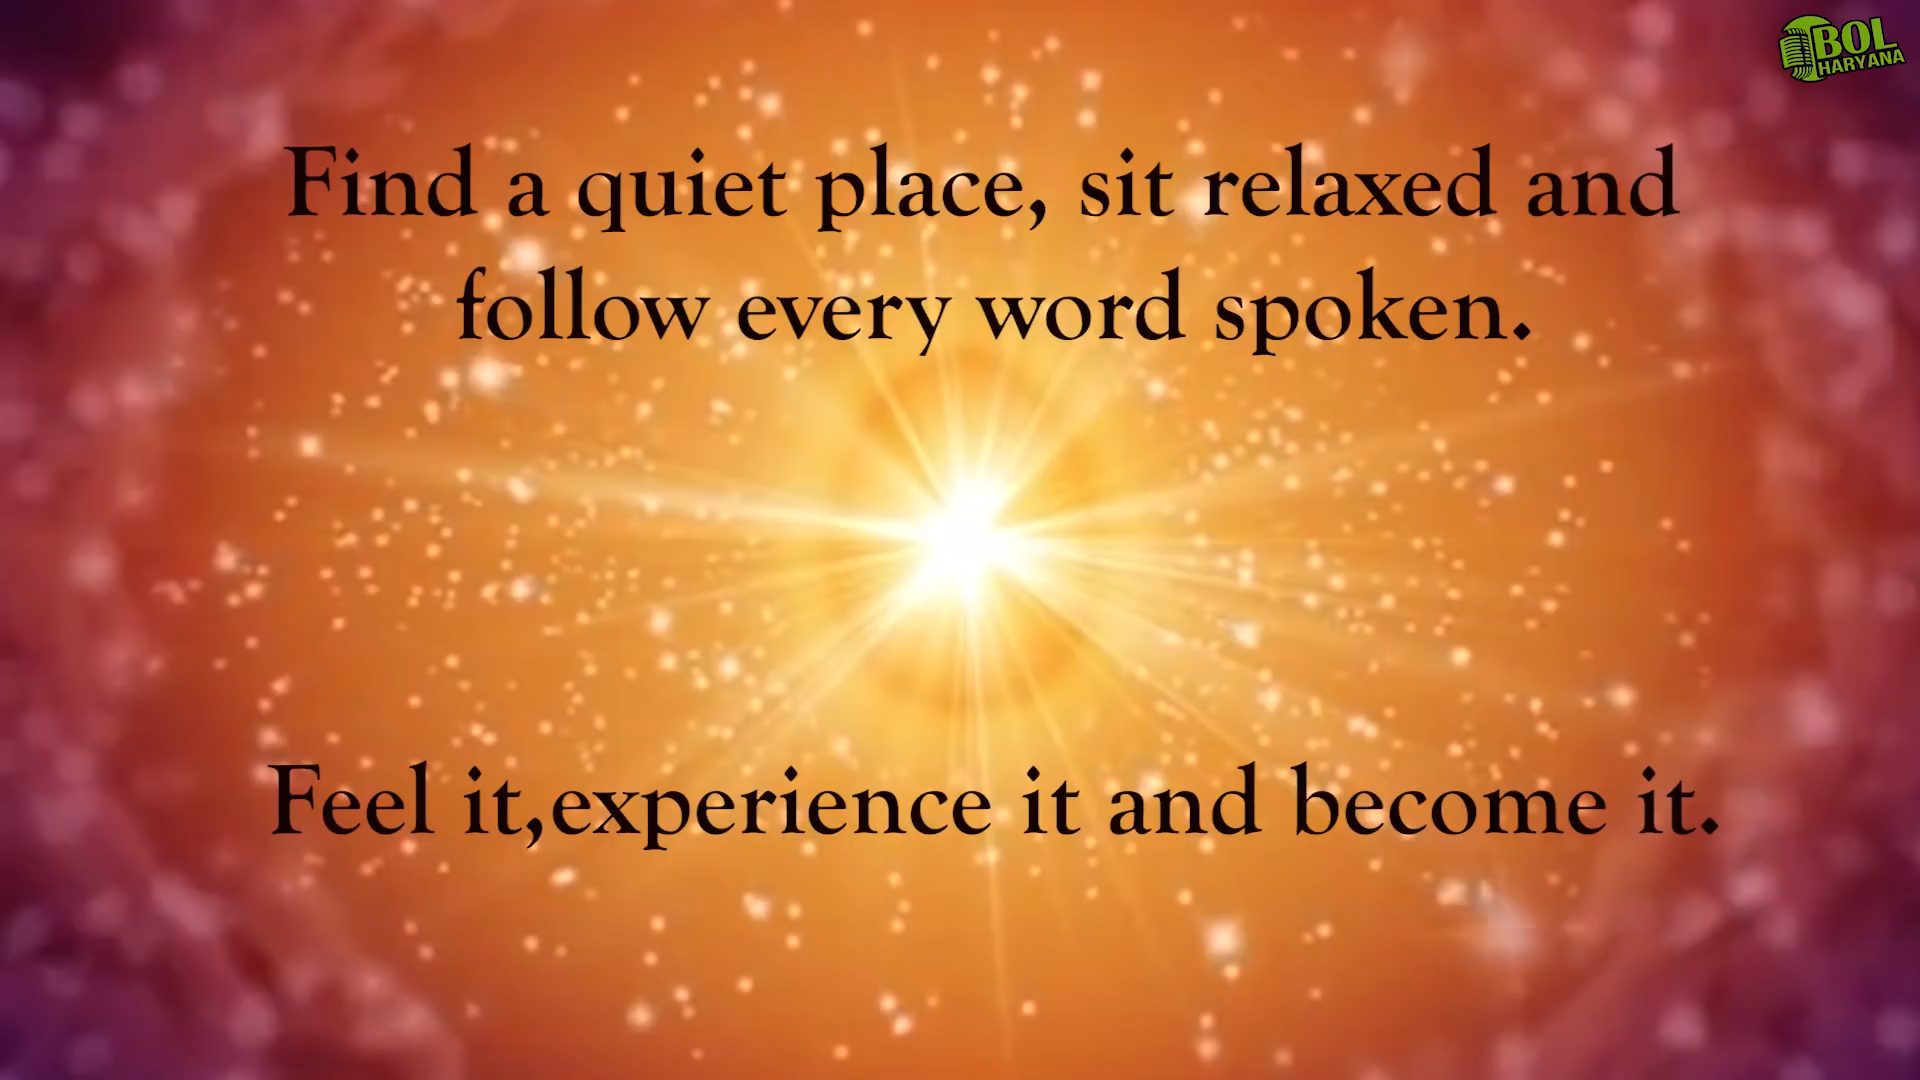 BOL
HARYANA
Find a quiet place, sit relaxed and
follow every word spoken.
Feel it,experience it and become it.